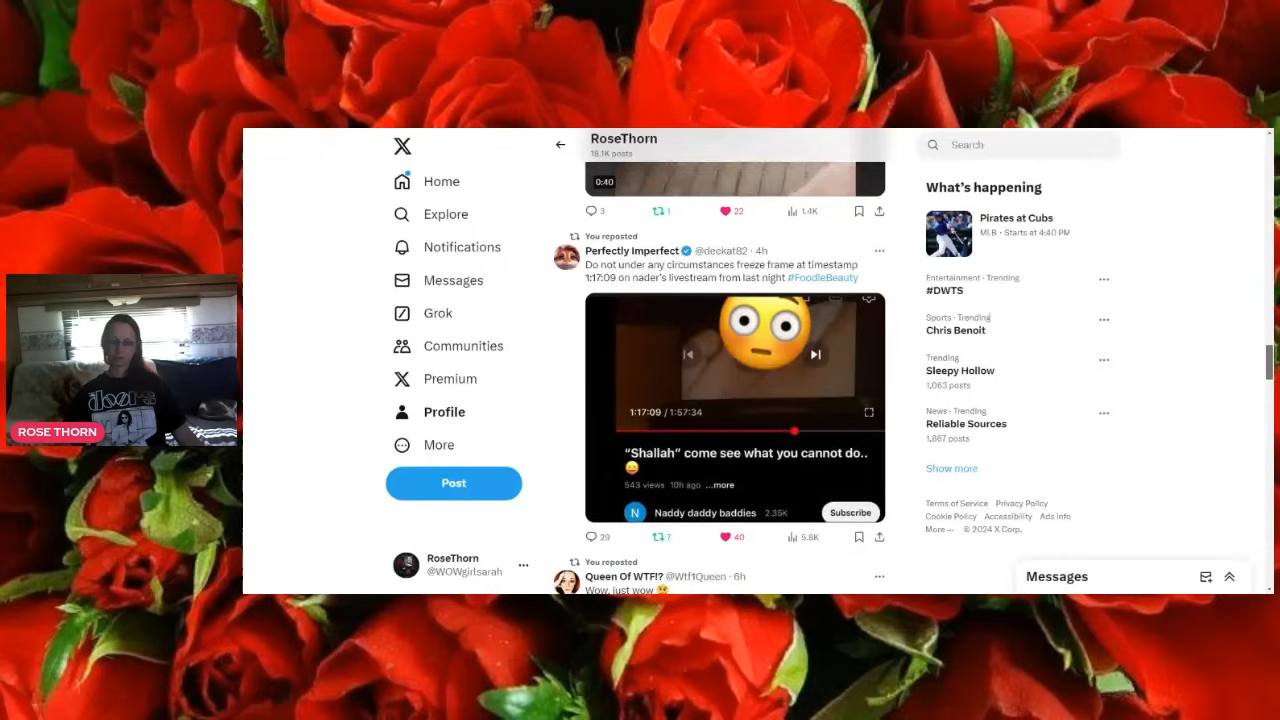 RoseThorn
18.1K posts
Search
Home
Explore
Notifications
Messages
Grok
Communities
Premium
Profile
More
Post
RoseThorn
@WOWgirlsarah
0:40
3
1
22
1.4K
You reposted
Perfectly Imperfect @deekat82 · 4h
Do not under any circumstances freeze frame at timestamp
1:17:09 on nader's livestream from last night #FoodieBeauty
1:17:09 / 1:57:34
"Shallah" come see what you cannot do..
543 views 10h ago ...more
N Naddy daddy baddies 2.35K Subscribe
29
7
40
5.8K
You reposted
Queen Of WTF!? @Wtf1Queen · 6h
Wow, just wow
What's happening
Pirates at Cubs
MLB · Starts at 4:40 PM
Entertainment · Trending
#DWTS
Sports · Trending
Chris Benoit
Trending
Sleepy Hollow
1,063 posts
News · Trending
Reliable Sources
1,867 posts
Show more
Terms of Service Privacy Policy
Cookie Policy Accessibility Ads info
More ··· © 2024 X Corp.
Messages
the doors
ROSE THORN